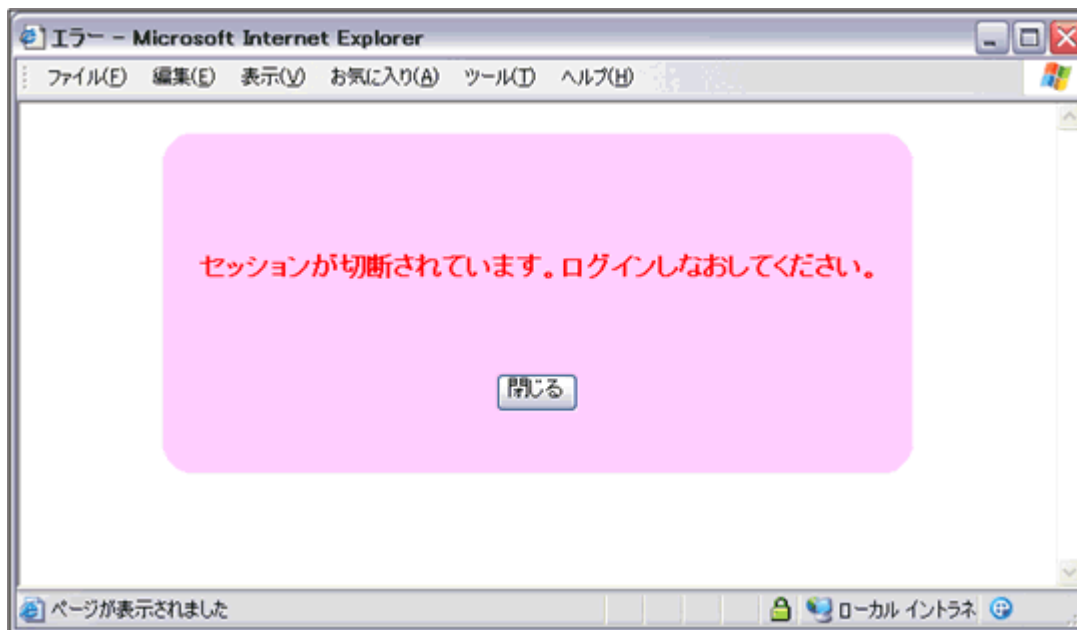 エラー - Microsoft Internet Explorer
ファイル(F) 編集(E) 表示(V) お気に入り(A) ツール(T) ヘルプ(H)
セッションが切断されています。ログインしなおしてください。
閉じる
ページが表示されました ローカル イントラネ